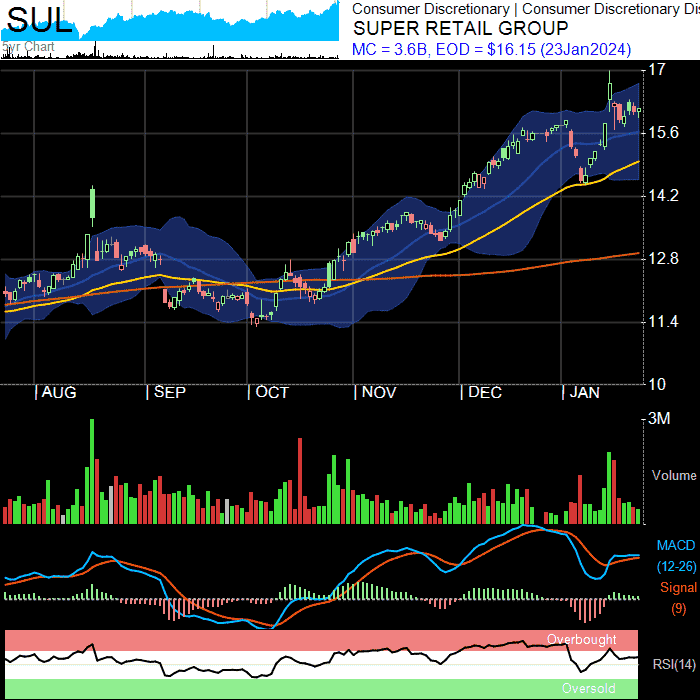 SUL
5yr Chart
Consumer Discretionary | Consumer Discretionary Dis
SUPER RETAIL GROUP
MC = 3.6B, EOD = $16.15 (23Jan2024)
17
15.6
14.2
12.8
11.4
10
| AUG | SEP | OCT | NOV | DEC | JAN
3M
Volume
MACD
(12-26)
Signal
(9)
Overbought
RSI(14)
Oversold